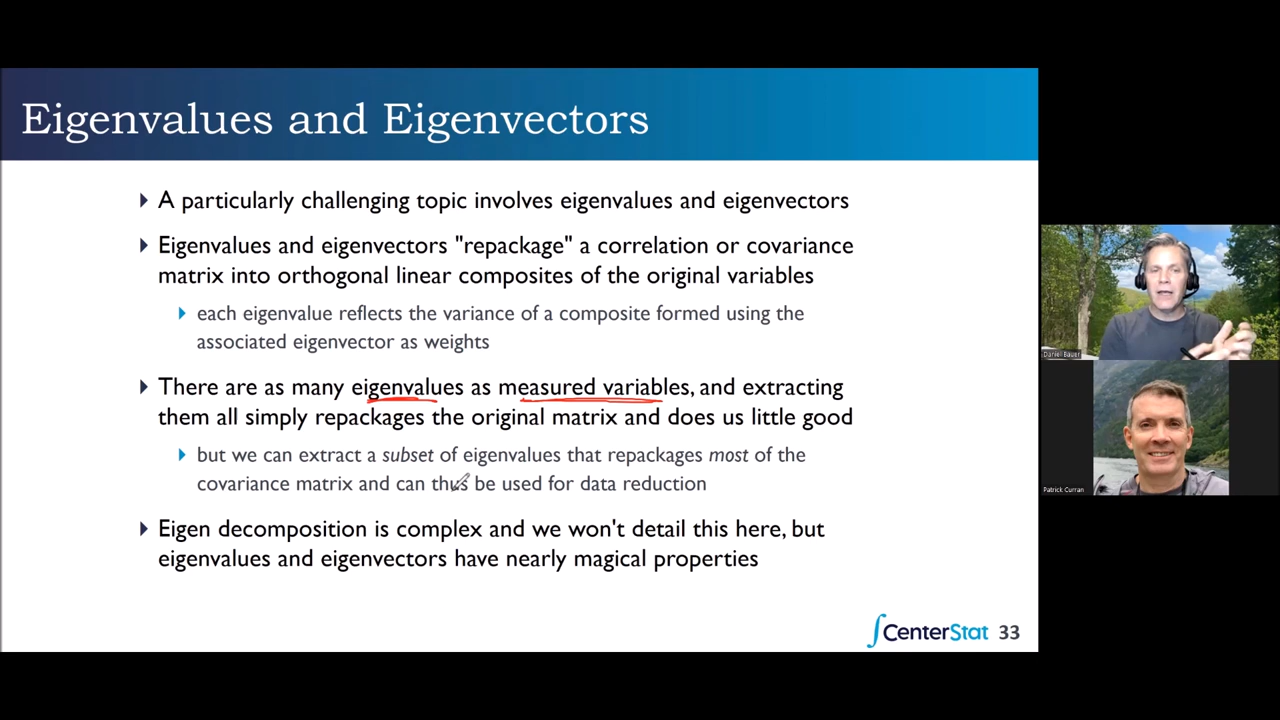 Eigenvalues and Eigenvectors
A particularly challenging topic involves eigenvalues and eigenvectors
Eigenvalues and eigenvectors "repackage" a correlation or covariance
matrix into orthogonal linear composites of the original variables
each eigenvalue reflects the variance of a composite formed using the
associated eigenvector as weights
There are as many eigenvalues as measured variables, and extracting
them all simply repackages the original matrix and does us little good
but we can extract a subset of eigenvalues that repackages most of the
covariance matrix and can thus be used for data reduction
Eigen decomposition is complex and we won't detail this here, but
eigenvalues and eigenvectors have nearly magical properties
CenterStat 33
Daniel Bauer
Patrick Curran